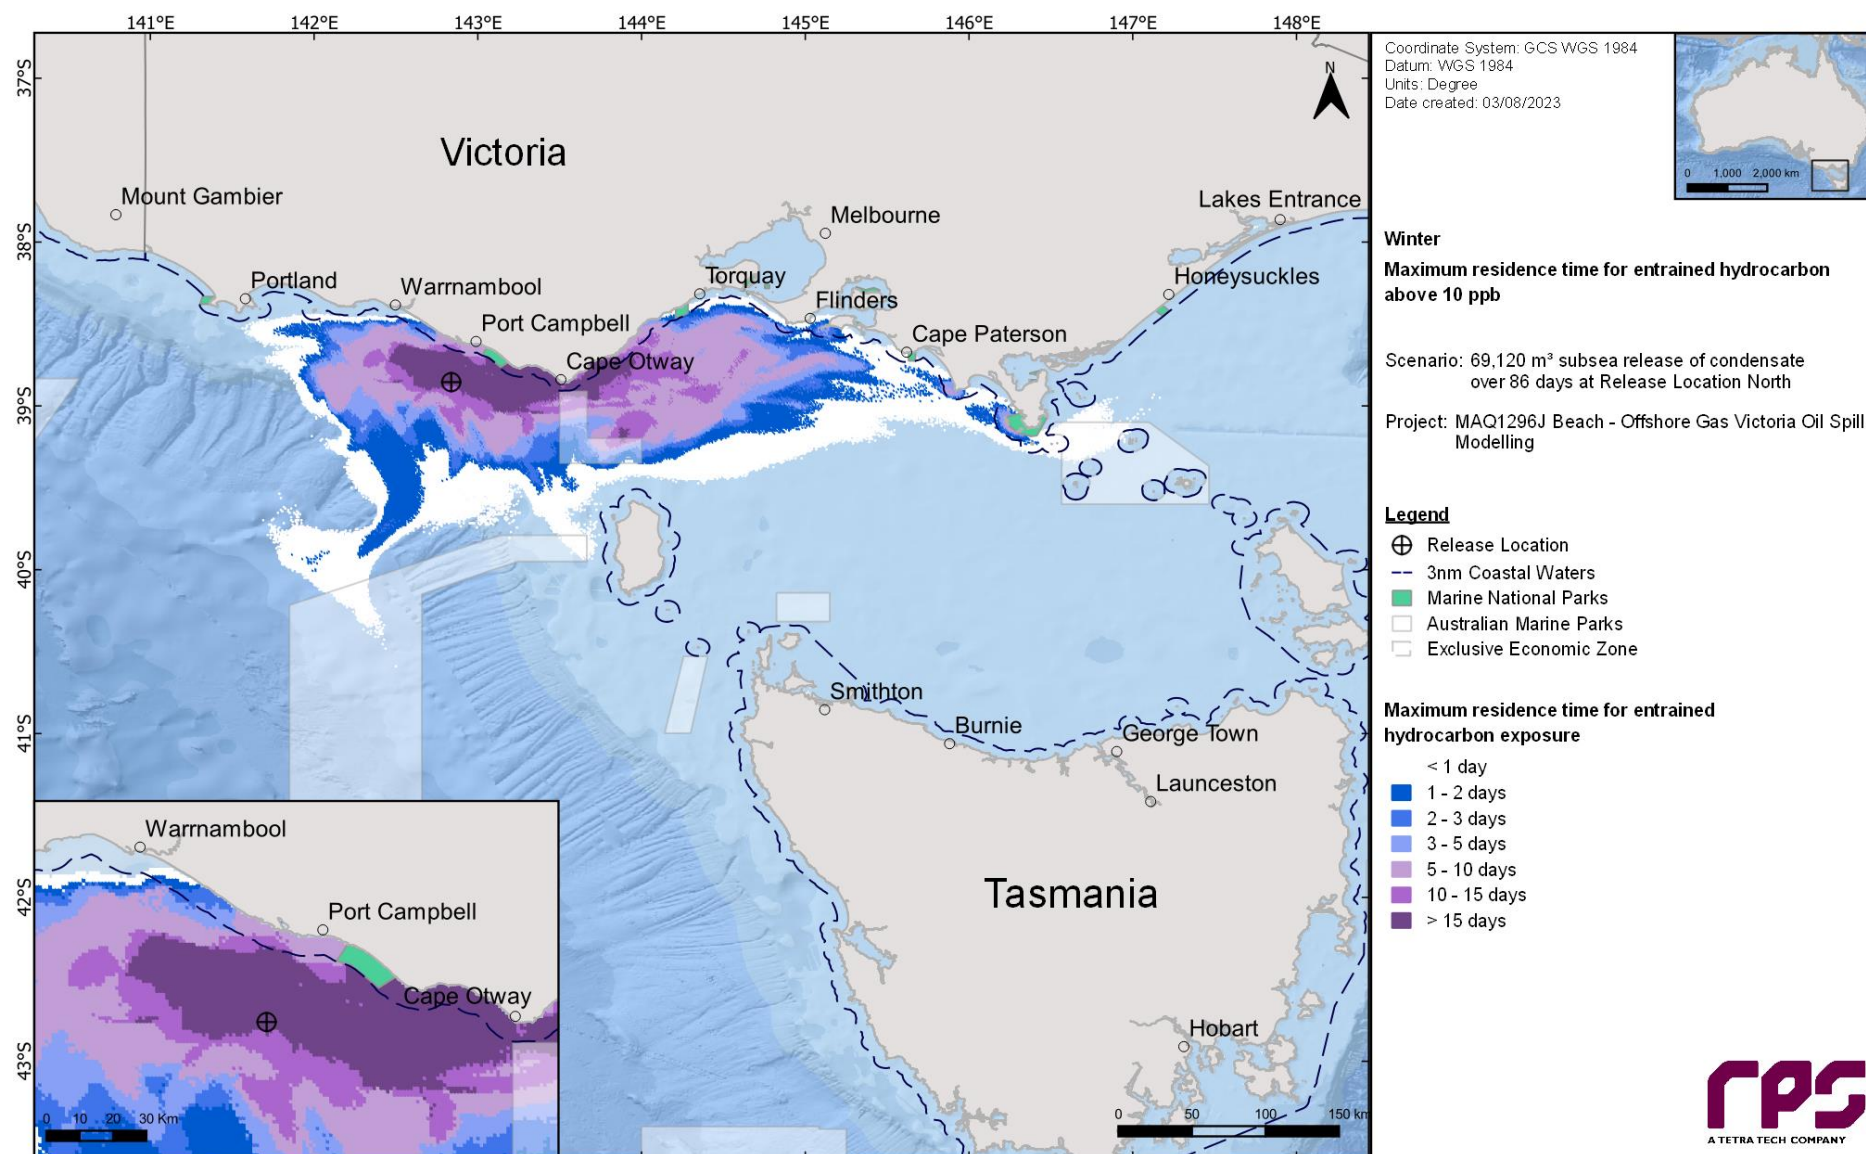 141°E 142°E 143°E 144°E 145°E 146°E 147°E 148°E
37°S
38°S
39°S
40°S
41°S
42°S
43°S
N
Victoria
Mount Gambier
Lakes Entrance
Melbourne
Portland
Torquay
Honeysuckles
Warrnambool
Flinders
Port Campbell
Cape Paterson
Cape Otway
Smithton
Burnie
George Town
Launceston
Tasmania
Hobart
0 50 100 150 km
Warrnambool
Port Campbell
Cape Otway
0 10 20 30 Km
Coordinate System: GCS WGS 1984
Datum: WGS 1984
Units: Degree
Date created: 03/08/2023
0 1,000 2,000 km
Winter
Maximum residence time for entrained hydrocarbon
above 10 ppb
Scenario: 69,120 m³ subsea release of condensate
over 86 days at Release Location North
Project: MAQ1296J Beach - Offshore Gas Victoria Oil Spill
Modelling
Legend
Release Location
3nm Coastal Waters
Marine National Parks
Australian Marine Parks
Exclusive Economic Zone
Maximum residence time for entrained
hydrocarbon exposure
< 1 day
1 - 2 days
2 - 3 days
3 - 5 days
5 - 10 days
10 - 15 days
> 15 days
rps
A TETRA TECH COMPANY